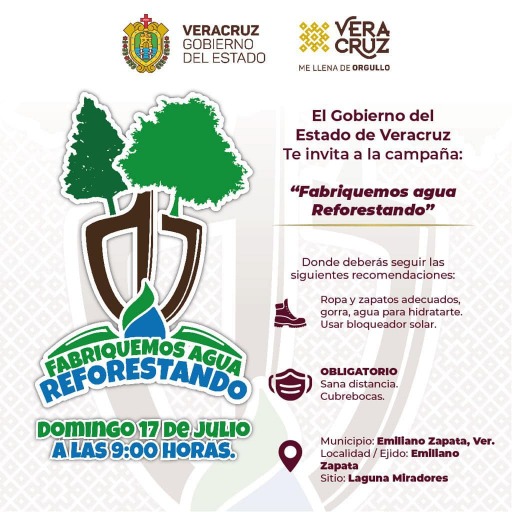 VERACRUZ
GOBIERNO
DEL ESTADO
VERA
CRUZ
ME LLENA DE ORGULLO
El Gobierno del
Estado de Veracruz
Te invita a la campaña:
“Fabriquemos agua
Reforestando”
Donde deberás seguir las
siguientes recomendaciones:
Ropa y zapatos adecuados,
gorra, agua para hidratarte.
Usar bloqueador solar.
OBLIGATORIO
Sana distancia.
Cubrebocas.
Municipio: Emiliano Zapata, Ver.
Localidad / Ejido: Emiliano
Zapata
Sitio: Laguna Miradores
FABRIQUEMOS AGUA
REFORESTANDO
DOMINGO 17 DE JULIO
A LAS 9:00 HORAS.